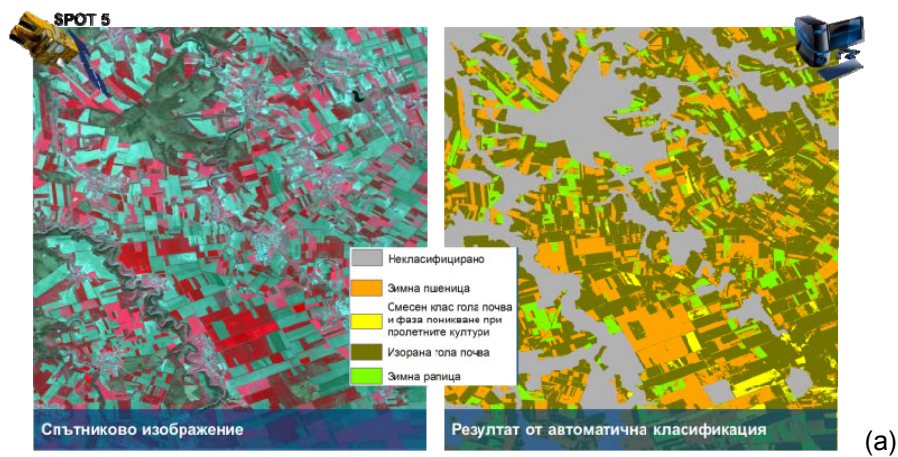 SPOT 5
Некласифицирано
Зимна пшеница
Смесен клас гола почва
и фаза поникване при
пролетните култури
Изорана гола почва
Зимна рапица
Спътниково изображение
Резултат от автоматична класификация
(a)